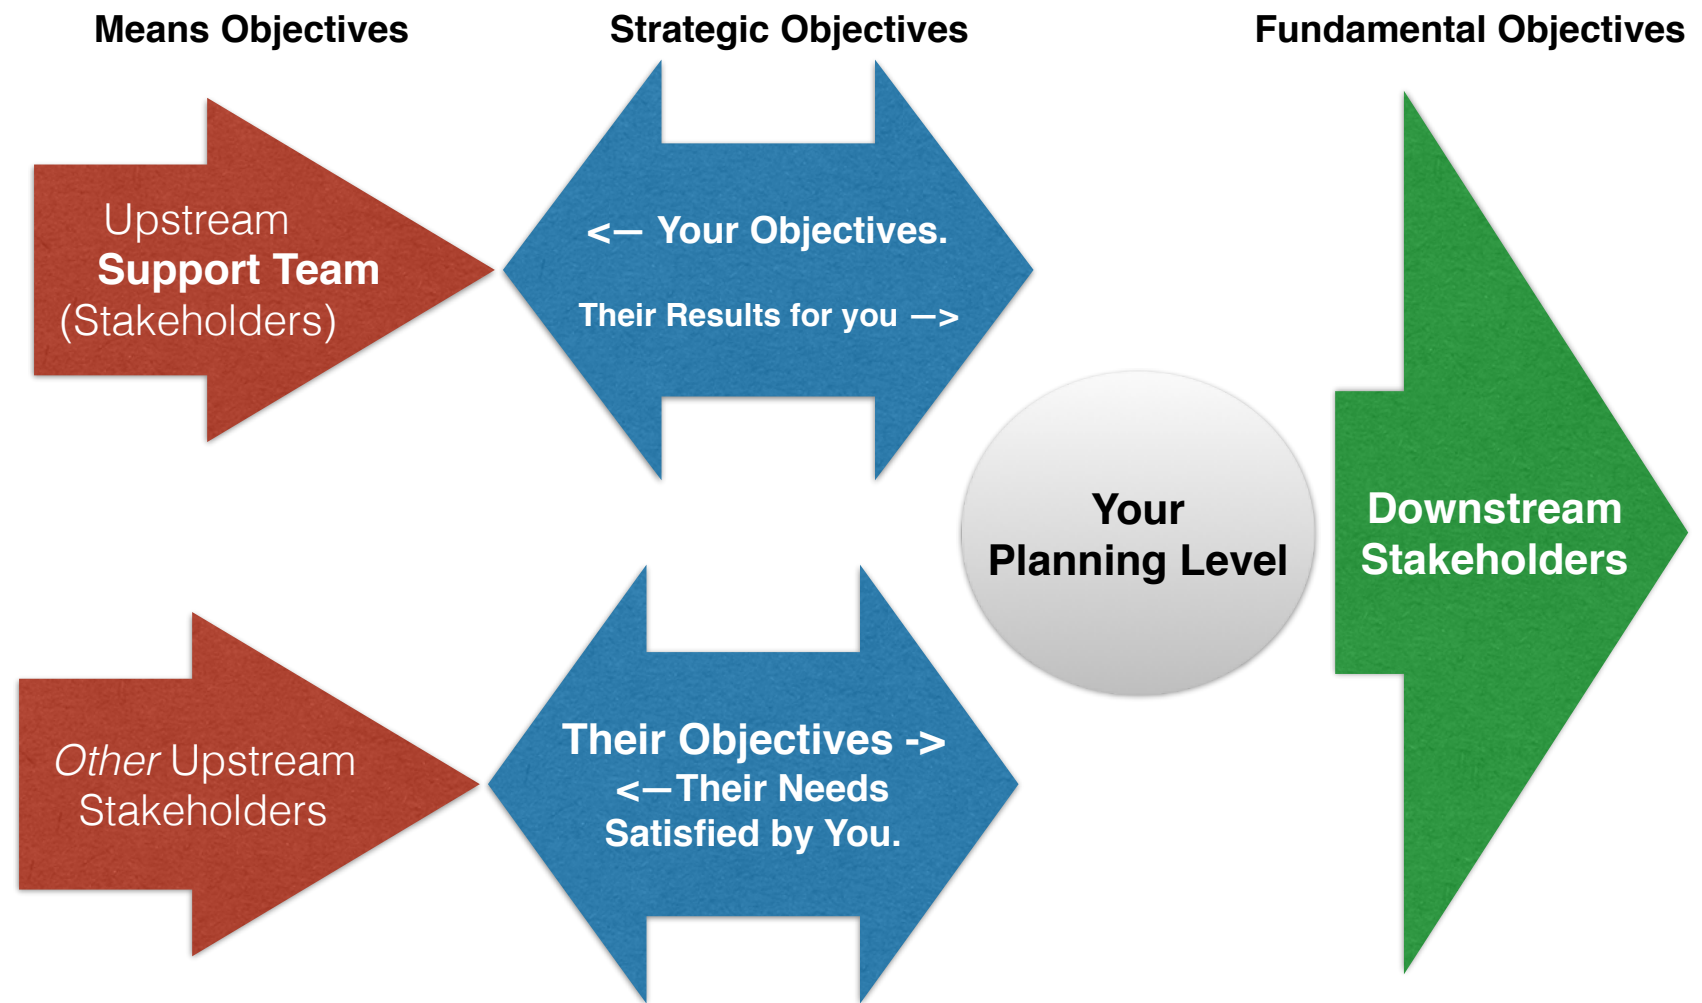 Means Objectives
Strategic Objectives
Fundamental Objectives
Upstream
Support Team
(Stakeholders)
<— Your Objectives.
Their Results for you —>
Your
Planning Level
Downstream
Stakeholders
Other Upstream
Stakeholders
Their Objectives ->
<—Their Needs
Satisfied by You.